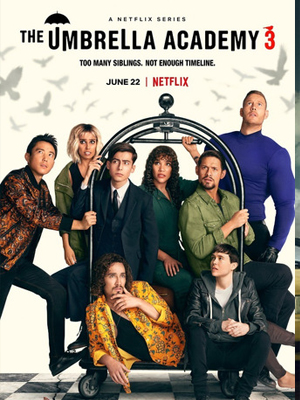 A NETFLIX SERIES
THE UMBRELLA ACADEMY 3
TOO MANY SIBLINGS. NOT ENOUGH TIMELINE.
JUNE 22 | NETFLIX